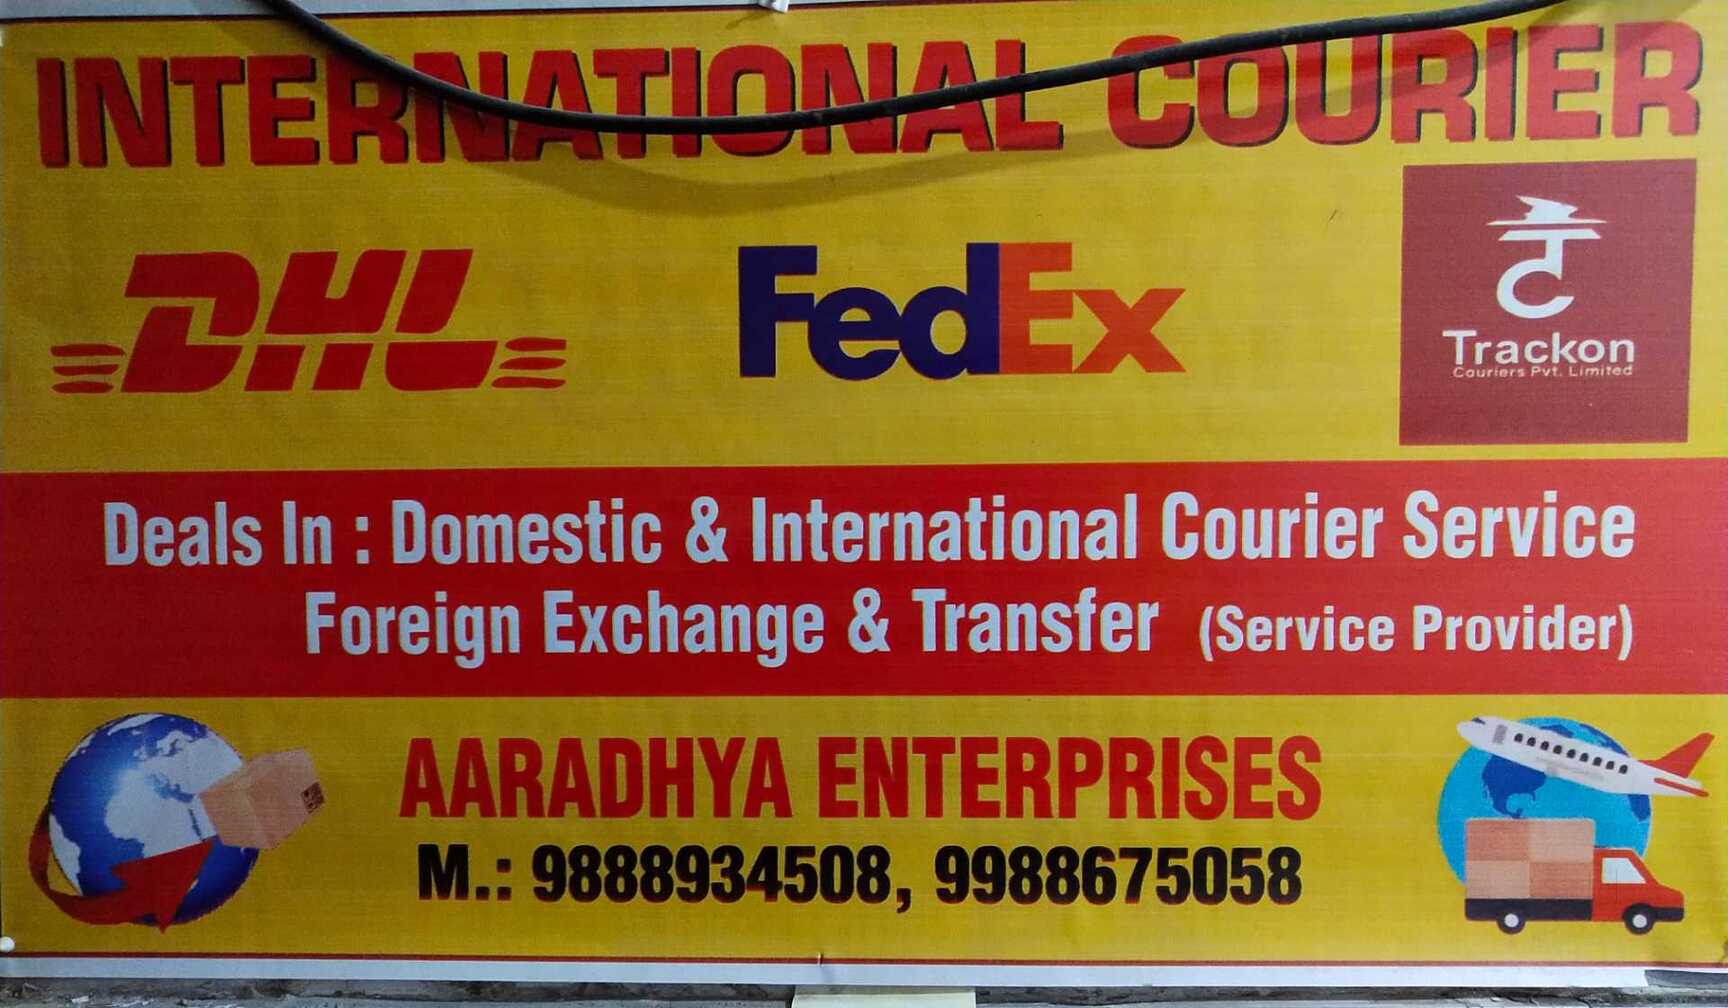 INTERNATIONAL COURIER
DHL
FedEx
Trackon
Couriers Pvt. Limited
Deals In : Domestic & International Courier Service
Foreign Exchange & Transfer (Service Provider)
AARADHYA ENTERPRISES
M.: 9888934508, 9988675058